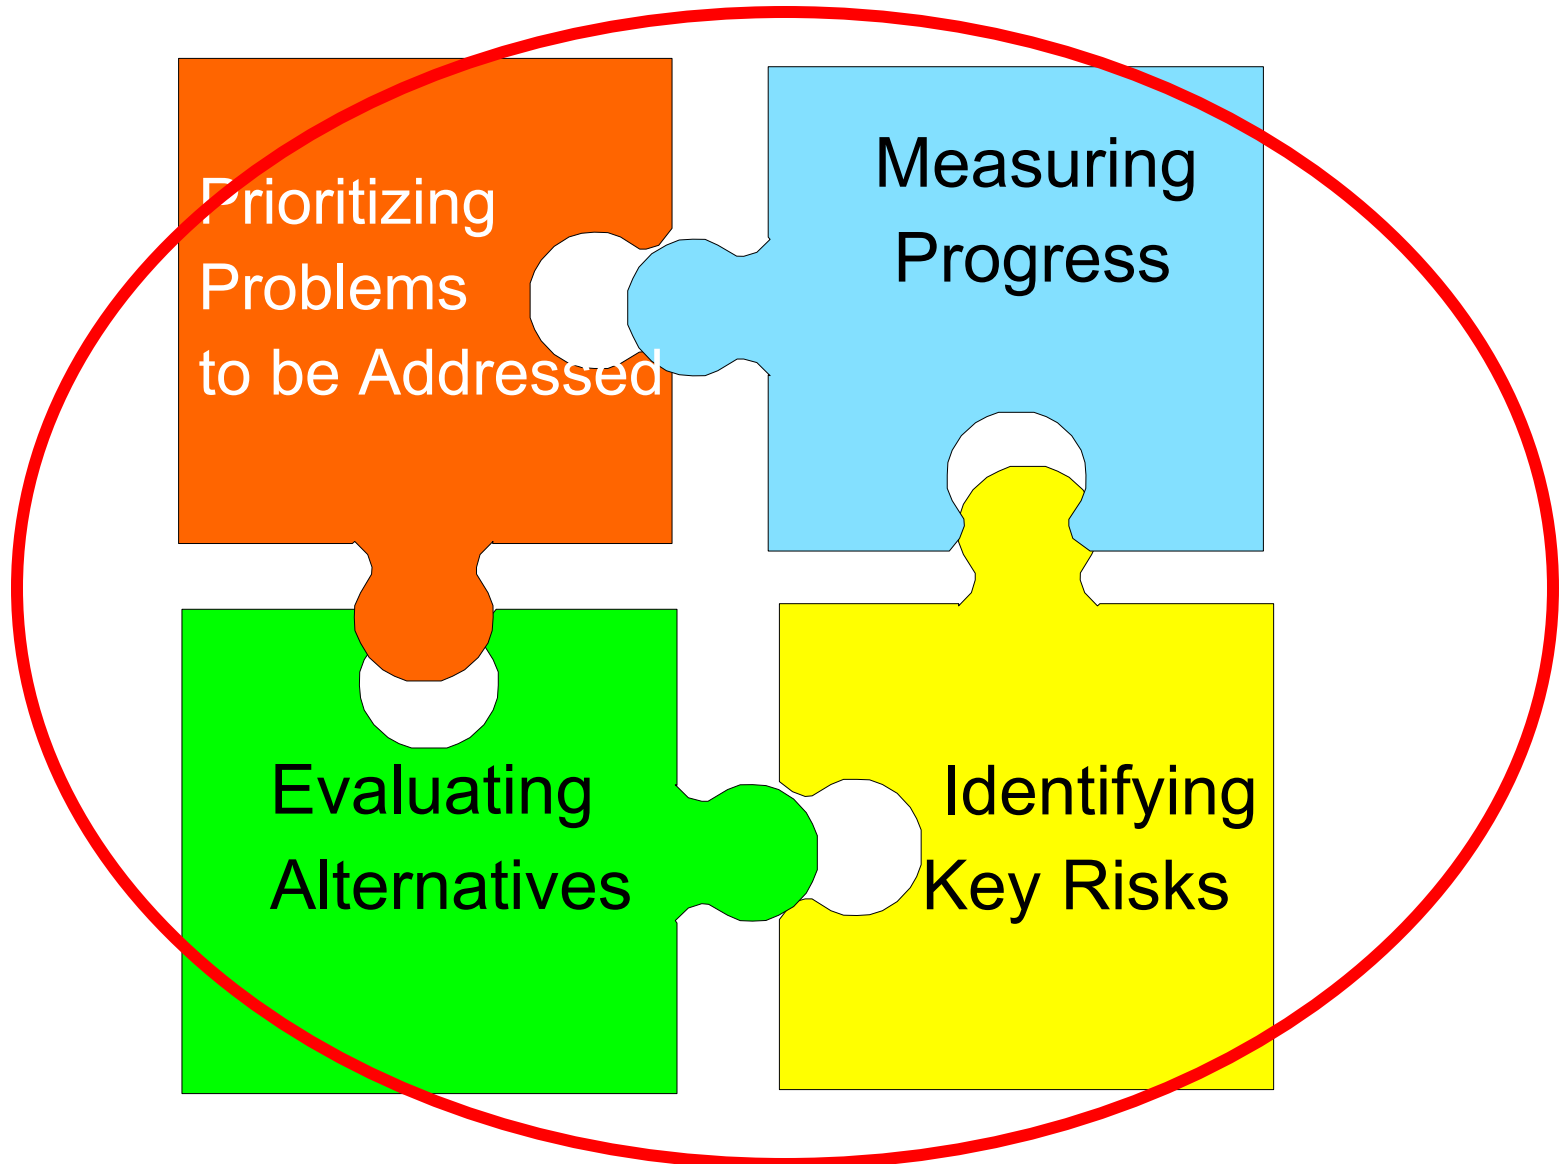 Prioritizing
Problems
to be Addressed
Measuring
Progress
Evaluating
Alternatives
Identifying
Key Risks